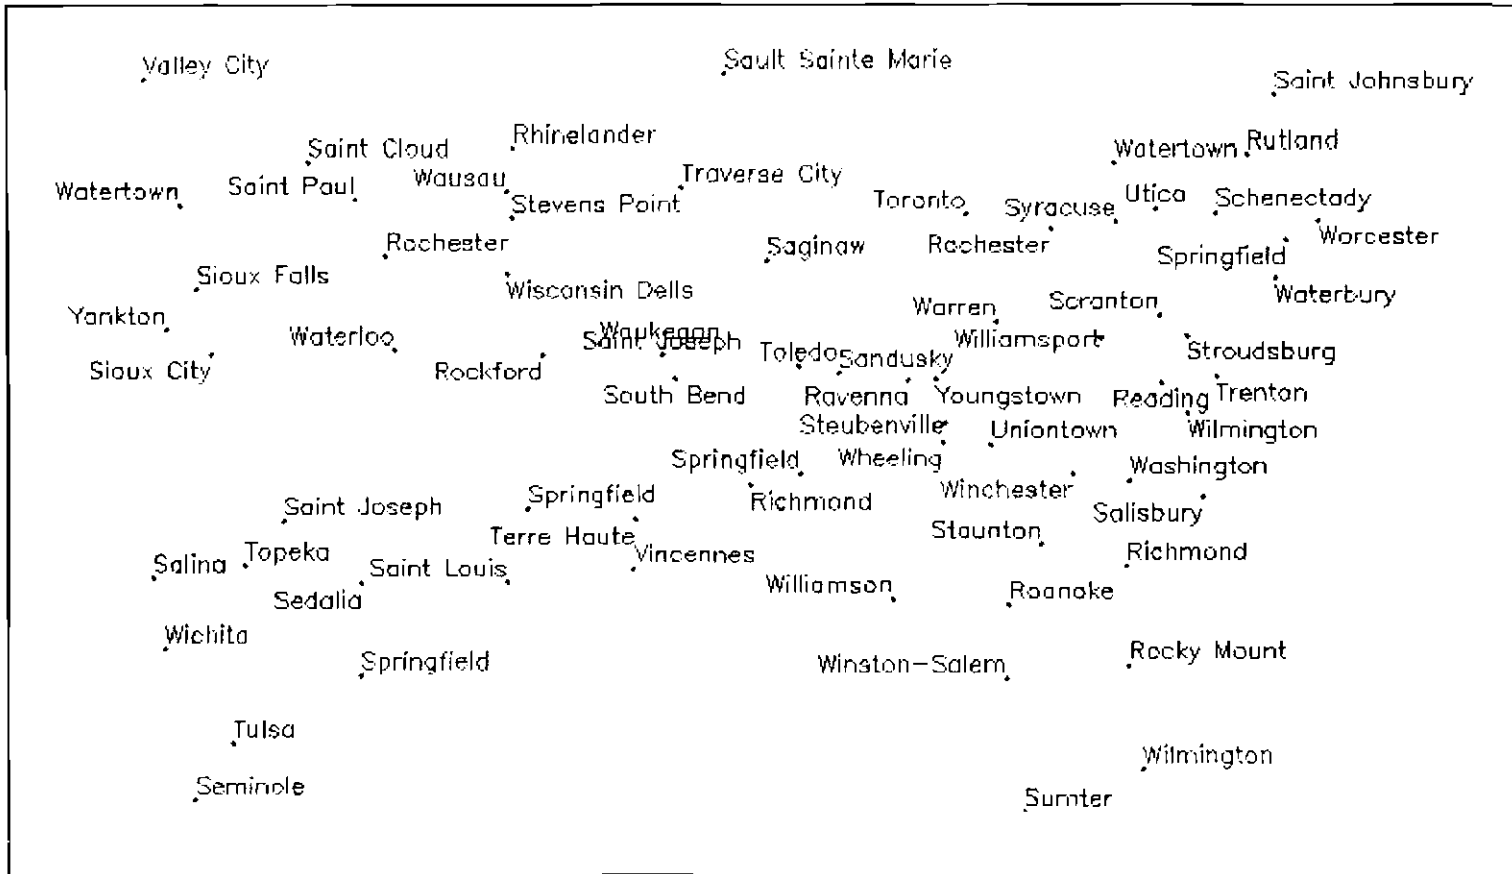 Valley City
Sault Sainte Marie
Saint Johnsbury
Rhinelander
Saint Cloud
Watertown
Rutland
Wausau
Traverse City
Watertown
Saint Paul
Stevens Point
Toronto
Syracuse
Utica
Schenectady
Rochester
Saginaw
Rochester
Springfield
Worcester
Sioux Falls
Wisconsin Dells
Waterbury
Yankton
Warren
Scranton
Waterloo
Waukegan
Saint Joseph
Williamsport
Toledo
Sandusky
Stroudsburg
Sioux City
Rockford
South Bend
Ravenna
Youngstown
Reading
Trenton
Steubenville
Uniontown
Wilmington
Springfield
Wheeling
Washington
Springfield
Richmond
Winchester
Saint Joseph
Salisbury
Terre Haute
Staunton
Salina
Topeka
Vincennes
Richmond
Saint Louis
Williamson
Roanoke
Sedalia
Wichita
Springfield
Winston-Salem
Rocky Mount
Tulsa
Wilmington
Seminole
Sumter